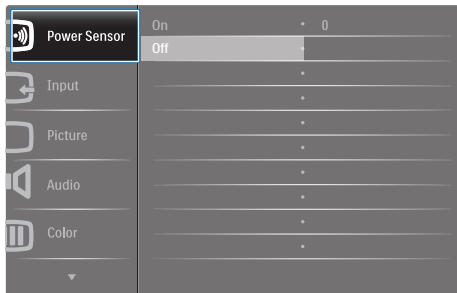 Power Sensor
On • 0
Off •
•
Input
•
•
Picture
•
•
Audio
•
•
Color
•